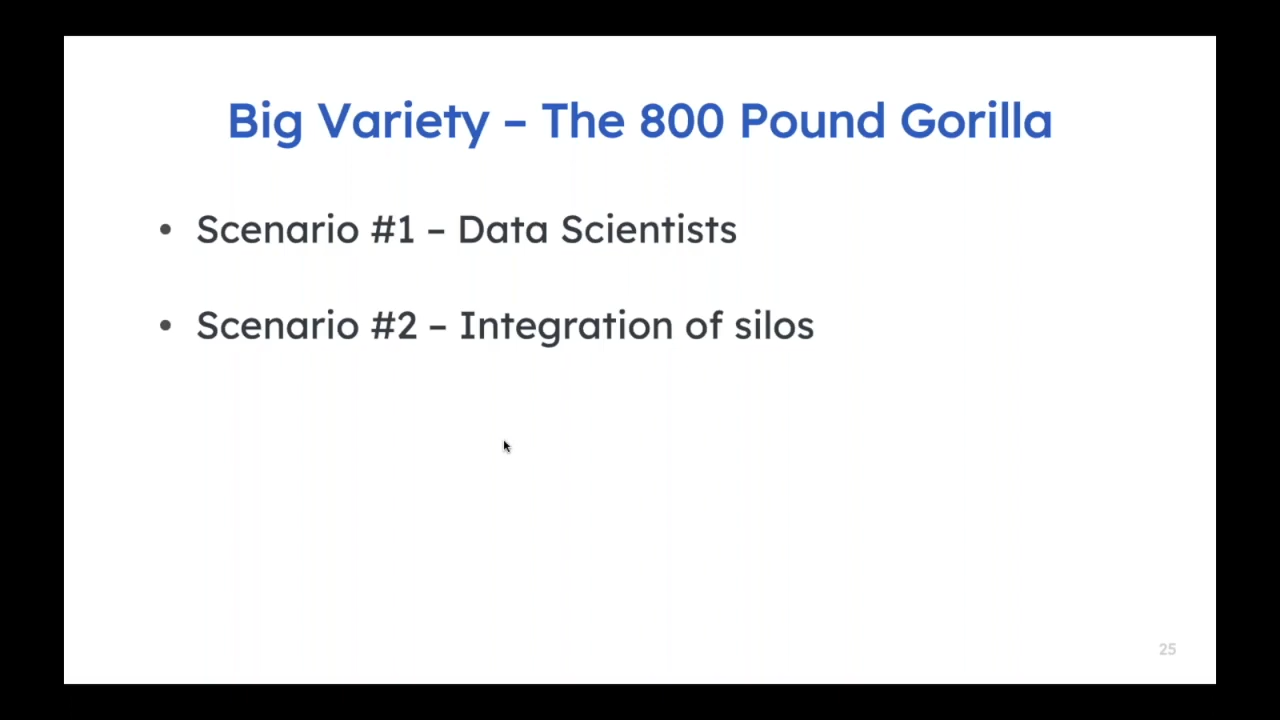 Big Variety – The 800 Pound Gorilla
• Scenario #1 – Data Scientists
• Scenario #2 – Integration of silos
25